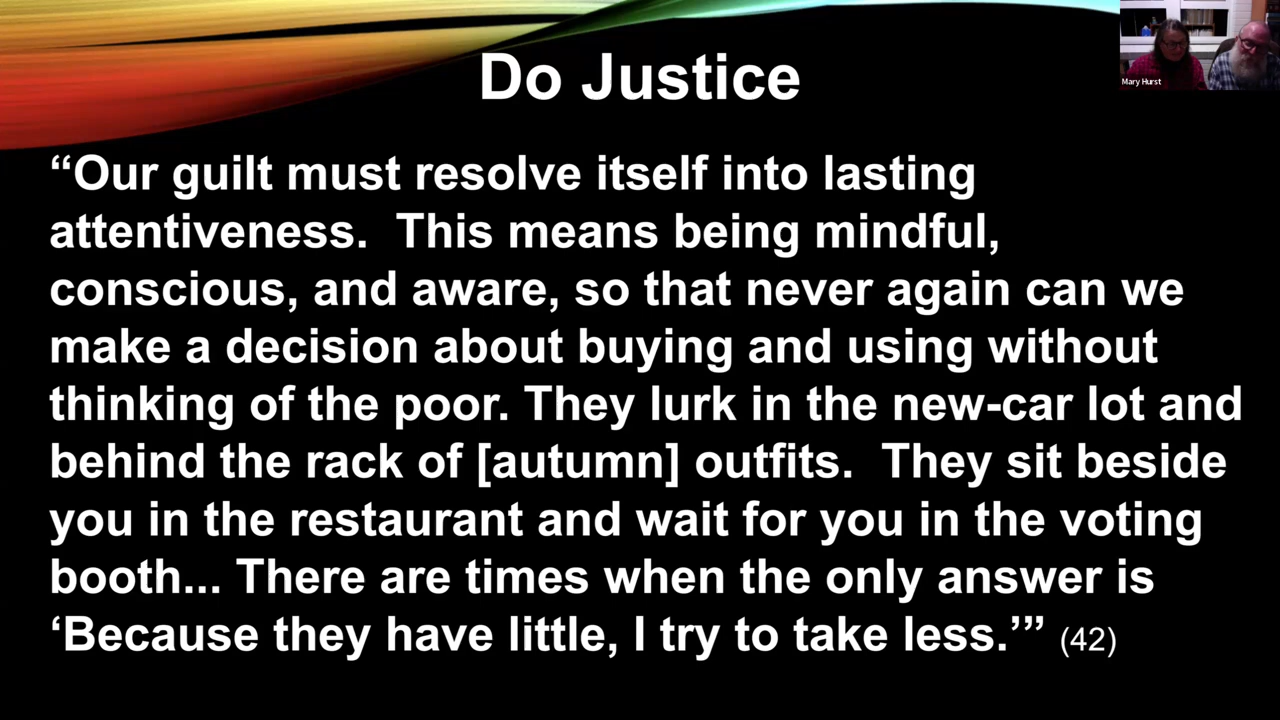 Do Justice
Mary Hurst
“Our guilt must resolve itself into lasting
attentiveness.  This means being mindful,
conscious, and aware, so that never again can we
make a decision about buying and using without
thinking of the poor. They lurk in the new-car lot and
behind the rack of [autumn] outfits.  They sit beside
you in the restaurant and wait for you in the voting
booth... There are times when the only answer is
‘Because they have little, I try to take less.’” (42)